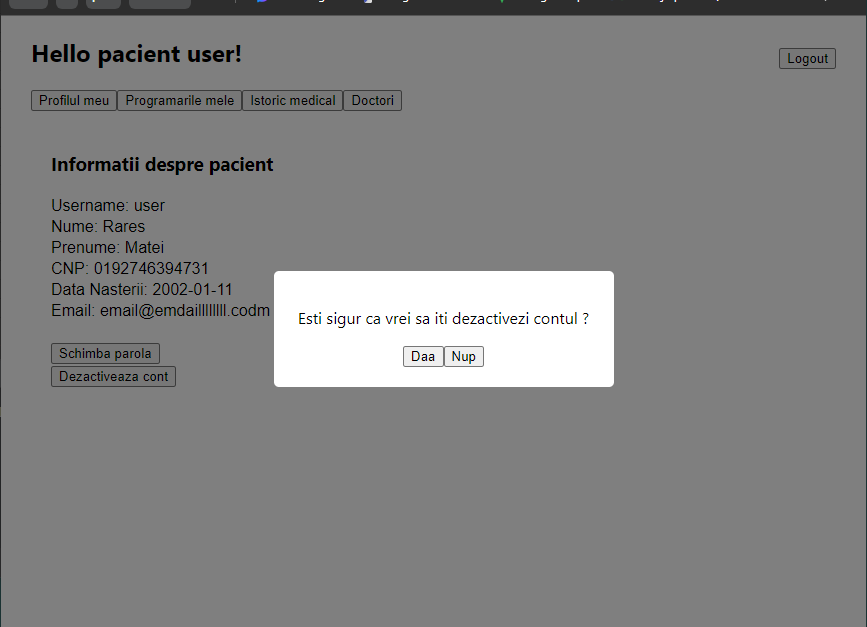 Hello pacient user!
Logout
Profilul meu Programarile mele Istoric medical Doctori
Informatii despre pacient
Username: user
Nume: Rares
Prenume: Matei
CNP: 0192746394731
Data Nasterii: 2002-01-11
Email: email@emdaillllllll.codm
Esti sigur ca vrei sa iti dezactivezi contul ?
Daa Nup
Schimba parola
Dezactiveaza cont